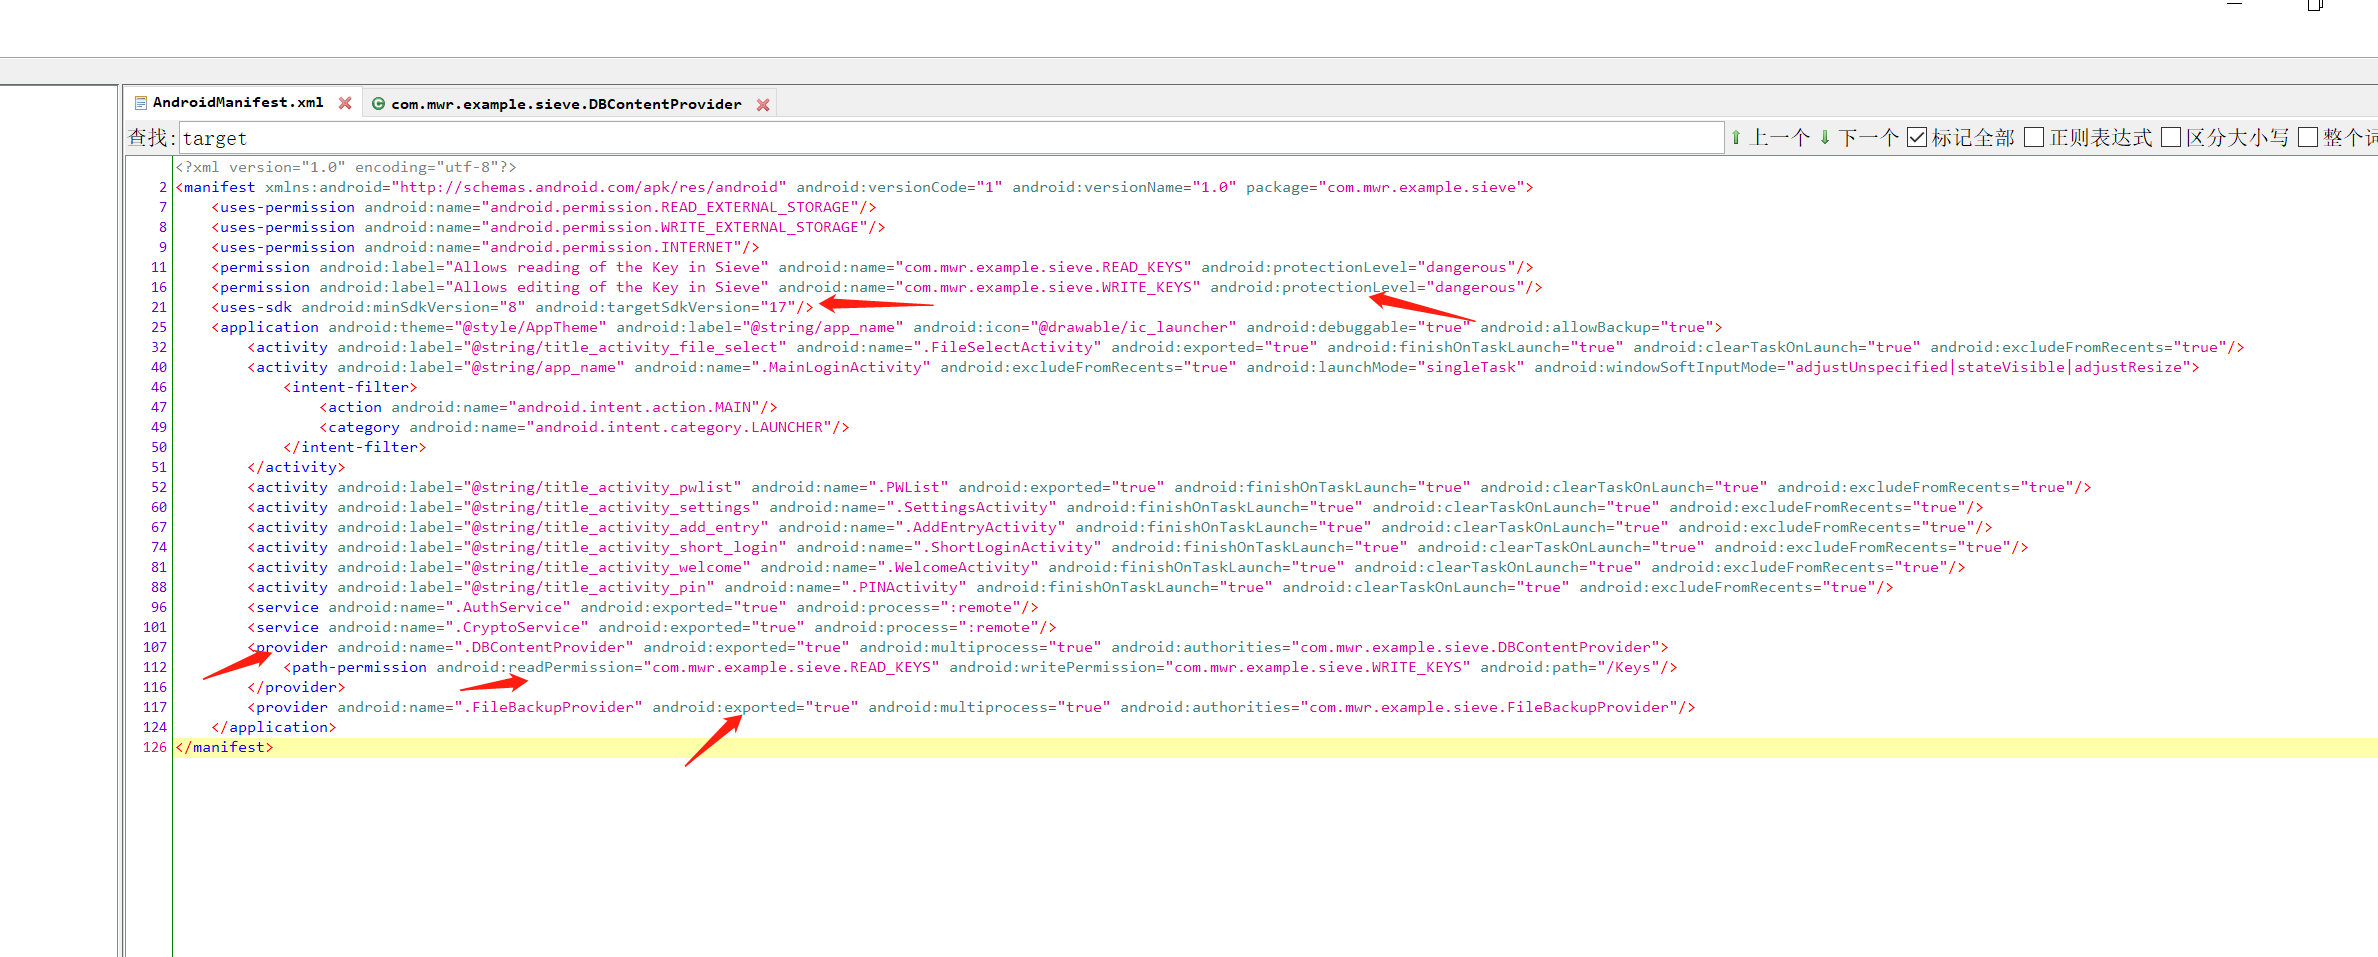 AndroidManifest.xml com.mwr.example.sieve.DBContentProvider
查找: target 上一个 下一个 标记全部 正则表达式 区分大小写 整个词
<?xml version="1.0" encoding="utf-8"?>
2 <manifest xmlns:android="http://schemas.android.com/apk/res/android" android:versionCode="1" android:versionName="1.0" package="com.mwr.example.sieve">
7 <uses-permission android:name="android.permission.READ_EXTERNAL_STORAGE"/>
8 <uses-permission android:name="android.permission.WRITE_EXTERNAL_STORAGE"/>
9 <uses-permission android:name="android.permission.INTERNET"/>
11 <permission android:label="Allows reading of the Key in Sieve" android:name="com.mwr.example.sieve.READ_KEYS" android:protectionLevel="dangerous"/>
16 <permission android:label="Allows editing of the Key in Sieve" android:name="com.mwr.example.sieve.WRITE_KEYS" android:protectionLevel="dangerous"/>
21 <uses-sdk android:minSdkVersion="8" android:targetSdkVersion="17"/>
25 <application android:theme="@style/AppTheme" android:label="@string/app_name" android:icon="@drawable/ic_launcher" android:debuggable="true" android:allowBackup="true">
32 <activity android:label="@string/title_activity_file_select" android:name=".FileSelectActivity" android:exported="true" android:finishOnTaskLaunch="true" android:clearTaskOnLaunch="true" android:excludeFromRecents="true"/>
40 <activity android:label="@string/app_name" android:name=".MainLoginActivity" android:excludeFromRecents="true" android:launchMode="singleTask" android:windowSoftInputMode="adjustUnspecified|stateVisible|adjustResize">
46 <intent-filter>
47 <action android:name="android.intent.action.MAIN"/>
49 <category android:name="android.intent.category.LAUNCHER"/>
50 </intent-filter>
51 </activity>
52 <activity android:label="@string/title_activity_pwlist" android:name=".PWList" android:exported="true" android:finishOnTaskLaunch="true" android:clearTaskOnLaunch="true" android:excludeFromRecents="true"/>
60 <activity android:label="@string/title_activity_settings" android:name=".SettingsActivity" android:finishOnTaskLaunch="true" android:clearTaskOnLaunch="true" android:excludeFromRecents="true"/>
67 <activity android:label="@string/title_activity_add_entry" android:name=".AddEntryActivity" android:finishOnTaskLaunch="true" android:clearTaskOnLaunch="true" android:excludeFromRecents="true"/>
74 <activity android:label="@string/title_activity_short_login" android:name=".ShortLoginActivity" android:finishOnTaskLaunch="true" android:clearTaskOnLaunch="true" android:excludeFromRecents="true"/>
81 <activity android:label="@string/title_activity_welcome" android:name=".WelcomeActivity" android:finishOnTaskLaunch="true" android:clearTaskOnLaunch="true" android:excludeFromRecents="true"/>
88 <activity android:label="@string/title_activity_pin" android:name=".PINActivity" android:finishOnTaskLaunch="true" android:clearTaskOnLaunch="true" android:excludeFromRecents="true"/>
96 <service android:name=".AuthService" android:exported="true" android:process=":remote"/>
101 <service android:name=".CryptoService" android:exported="true" android:process=":remote"/>
107 <provider android:name=".DBContentProvider" android:exported="true" android:multiprocess="true" android:authorities="com.mwr.example.sieve.DBContentProvider">
112 <path-permission android:readPermission="com.mwr.example.sieve.READ_KEYS" android:writePermission="com.mwr.example.sieve.WRITE_KEYS" android:path="/Keys"/>
116 </provider>
117 <provider android:name=".FileBackupProvider" android:exported="true" android:multiprocess="true" android:authorities="com.mwr.example.sieve.FileBackupProvider"/>
124 </application>
126 </manifest>